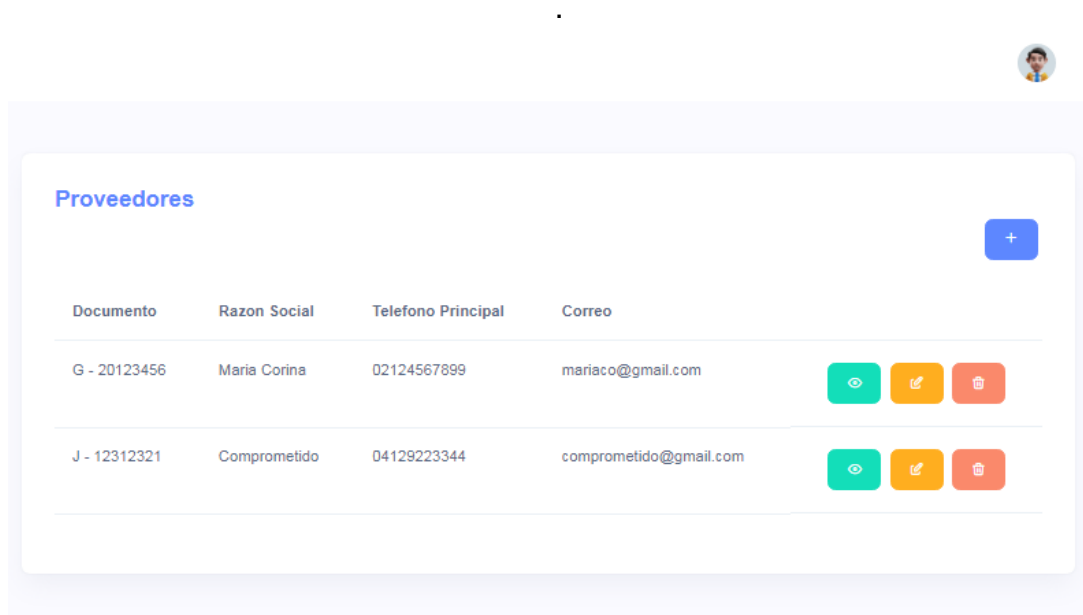 .
Proveedores
+
Documento Razon Social Telefono Principal Correo
G - 20123456 Maria Corina 02124567899 mariaco@gmail.com
J - 12312321 Comprometido 04129223344 comprometido@gmail.com